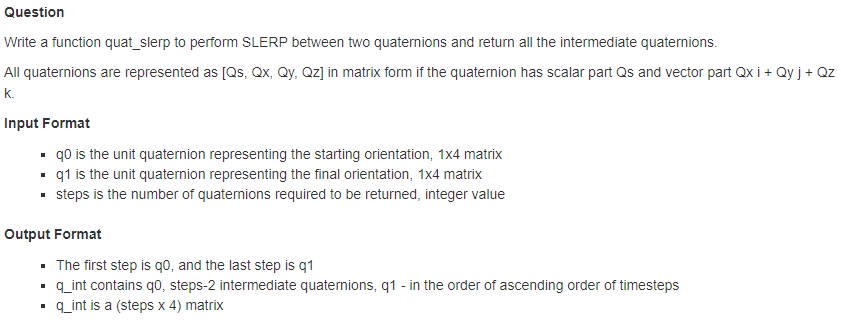 Question
Write a function quat_slerp to perform SLERP between two quaternions and return all the intermediate quaternions.
All quaternions are represented as [Qs, Qx, Qy, Qz] in matrix form if the quaternion has scalar part Qs and vector part Qx i + Qy j + Qz
k.
Input Format
▪ q0 is the unit quaternion representing the starting orientation, 1x4 matrix
▪ q1 is the unit quaternion representing the final orientation, 1x4 matrix
▪ steps is the number of quaternions required to be returned, integer value
Output Format
▪ The first step is q0, and the last step is q1
▪ q_int contains q0, steps-2 intermediate quaternions, q1 - in the order of ascending order of timesteps
▪ q_int is a (steps x 4) matrix